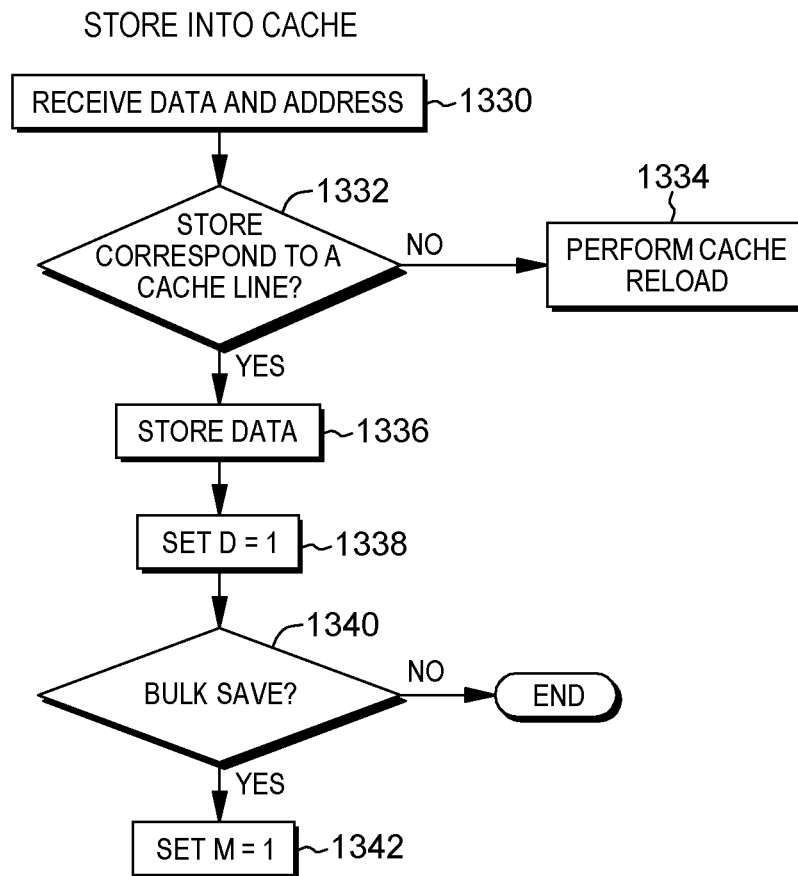 STORE INTO CACHE
RECEIVE DATA AND ADDRESS
1330
1332
STORE
CORRESPOND TO A
CACHE LINE?
NO
1334
PERFORM CACHE
RELOAD
YES
STORE DATA
1336
SET D = 1
1338
1340
BULK SAVE?
NO
END
YES
SET M = 1
1342